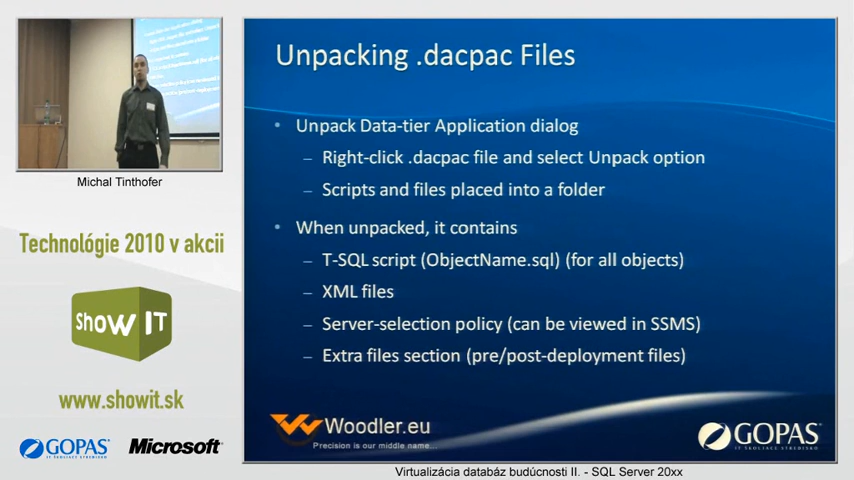 Michal Tinthofer
Technológie 2010 v akcii
ShoW IT
www.showit.sk
GOPAS
Microsoft
Unpacking .dacpac Files
• Unpack Data-tier Application dialog
– Right-click .dacpac file and select Unpack option
– Scripts and files placed into a folder
• When unpacked, it contains
– T-SQL script (ObjectName.sql) (for all objects)
– XML files
– Server-selection policy (can be viewed in SSMS)
– Extra files section (pre/post-deployment files)
Woodler.eu
Precision is our middle name...
GOPAS
IT ŠKOLIACE STREDISKO
Virtualizácia databáz budúcnosti II. - SQL Server 20xx